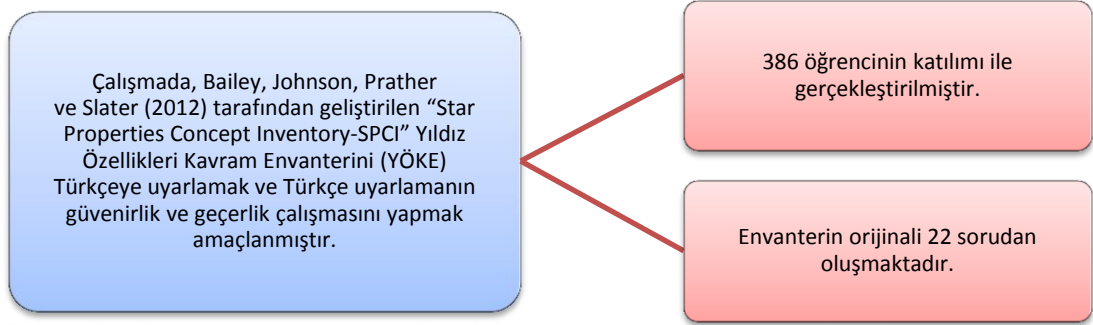 Çalışmada, Bailey, Johnson, Prather
ve Slater (2012) tarafından geliştirilen “Star
Properties Concept Inventory-SPCI” Yıldız
Özellikleri Kavram Envanterini (YÖKE)
Türkçeye uyarlamak ve Türkçe uyarlamanın
güvenirlik ve geçerlik çalışmasını yapmak
amaçlanmıştır.
386 öğrencinin katılımı ile
gerçekleştirilmiştir.
Envanterin orijinali 22 sorudan
oluşmaktadır.